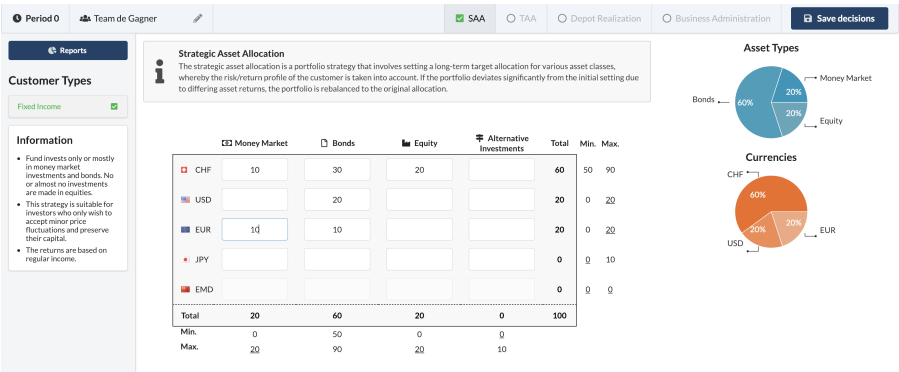 Period 0
Team de Gagner
SAA
TAA
Depot Realization
Business Administration
Save decisions
Reports
Customer Types
Fixed Income
Information
Fund invests only or mostly
in money market
investments and bonds. No
or almost no investments
are made in equities.
This strategy is suitable for
investors who only wish to
accept minor price
fluctuations and preserve
their capital.
The returns are based on
regular income.
Strategic Asset Allocation
The strategic asset allocation is a portfolio strategy that involves setting a long-term target allocation for various asset classes,
whereby the risk/return profile of the customer is taken into account. If the portfolio deviates significantly from the initial setting due
to differing asset returns, the portfolio is rebalanced to the original allocation.
Money Market Bonds Equity Alternative Investments Total Min. Max.
CHF 10 30 20 60 50 90
USD 20 20 0 20
EUR 10 10 20 0 20
JPY 0 0 10
EMD 0 0 0
Total 20 60 20 0 100
Min. 0 50 0 0
Max. 20 90 20 10
Asset Types
Money Market
Bonds
60%
20%
20%
Equity
Currencies
CHF
60%
20%
20%
EUR
USD